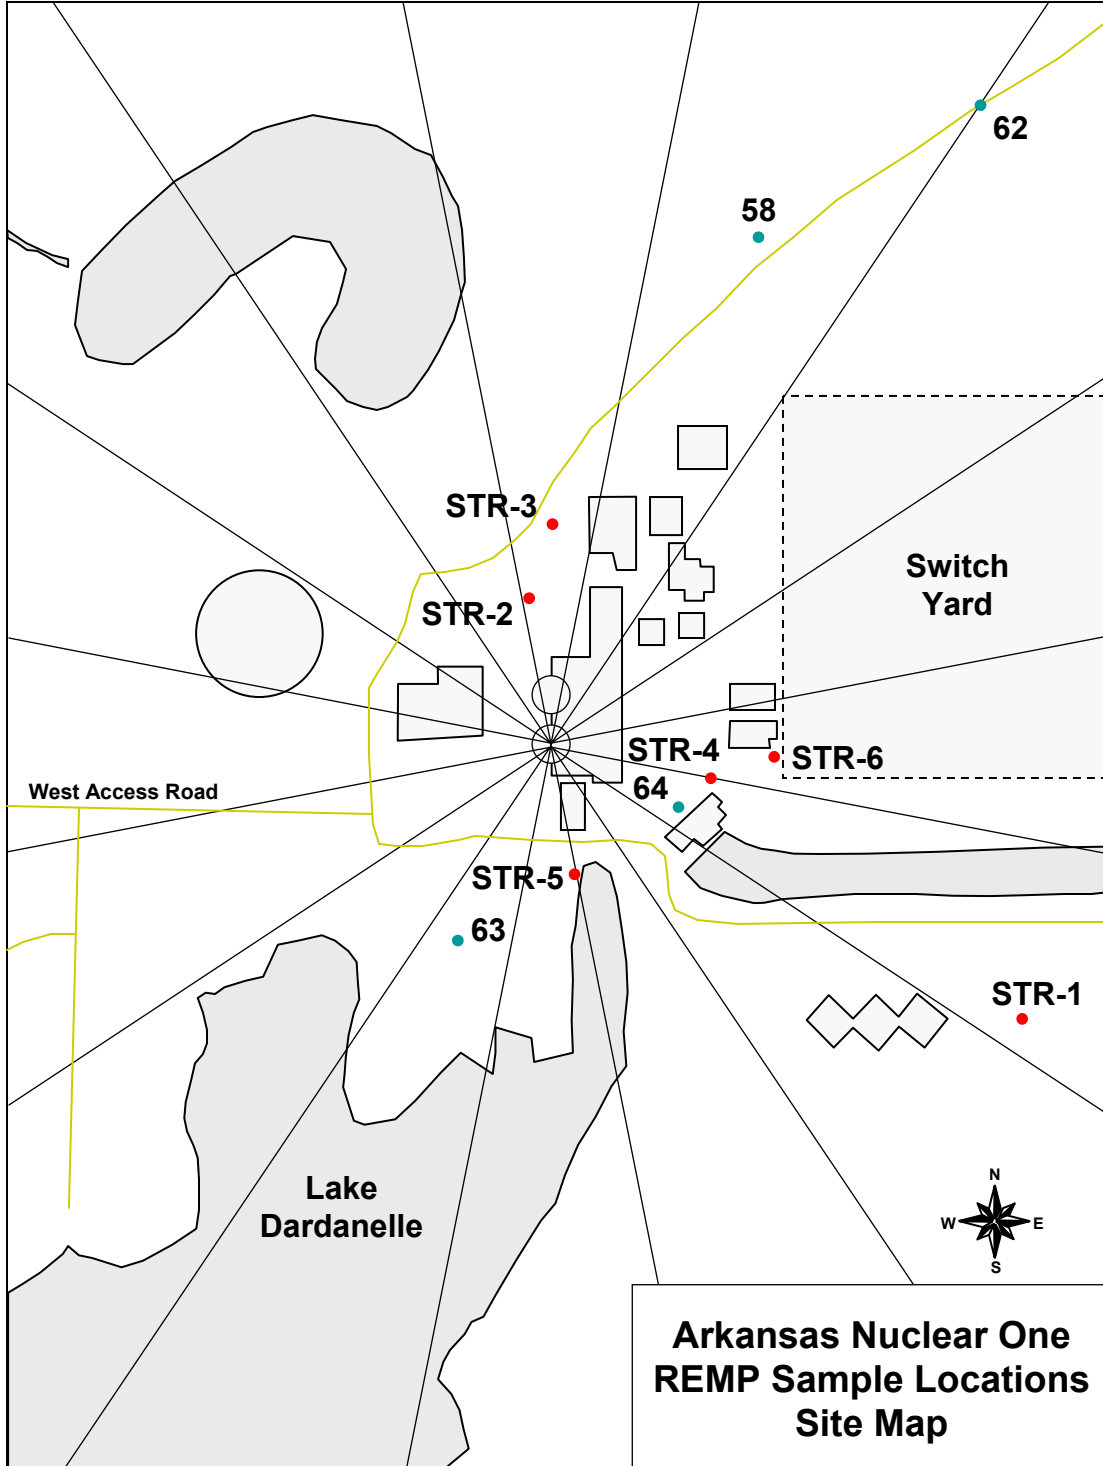 62
58
STR-3
Switch
Yard
STR-2
STR-4
STR-6
64
West Access Road
STR-5
63
STR-1
N
W
E
S
Lake
Dardanelle
Arkansas Nuclear One
REMP Sample Locations
Site Map